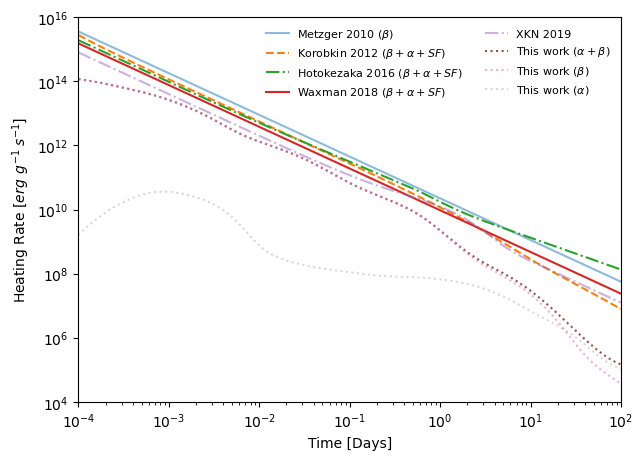 10^16
10^14
10^12
10^10
10^8
10^6
10^4
Heating Rate [erg g^−1 s^−1]
Metzger 2010 (β)
Korobkin 2012 (β + α + SF)
Hotokezaka 2016 (β + α + SF)
Waxman 2018 (β + α + SF)
XKN 2019
This work (α + β)
This work (β)
This work (α)
10^−4 10^−3 10^−2 10^−1 10^0 10^1 10^2
Time [Days]